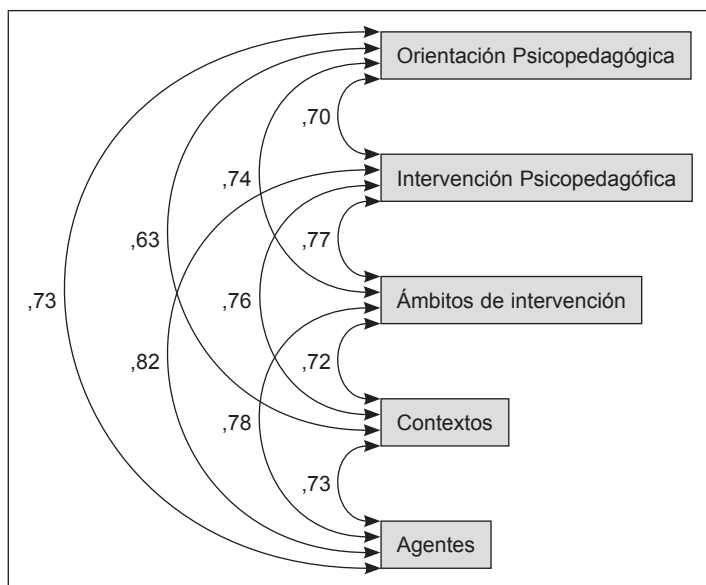 Orientación Psicopedagógica
,70
Intervención Psicopedagófica
,74
,63
,77
,73
,76
Ámbitos de intervención
,82
,72
,78
Contextos
,73
Agentes